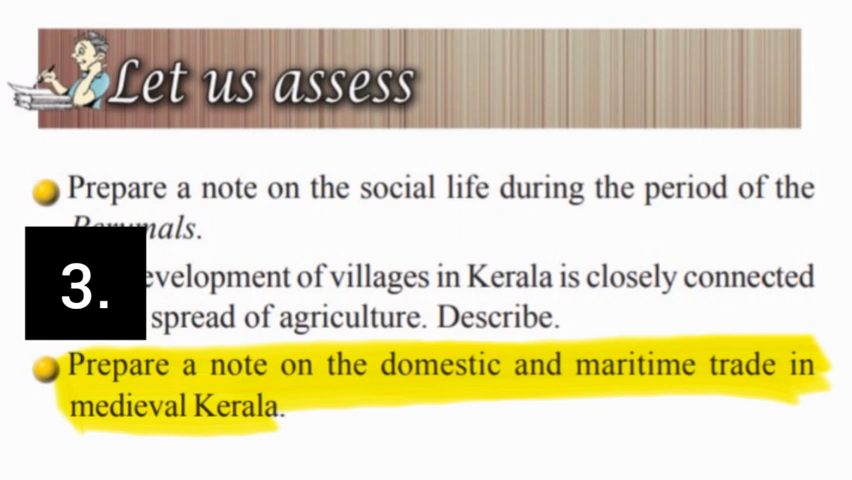 Let us assess
Prepare a note on the social life during the period of the
3.
evelopment of villages in Kerala is closely connected
spread of agriculture. Describe.
Prepare a note on the domestic and maritime trade in
medieval Kerala.